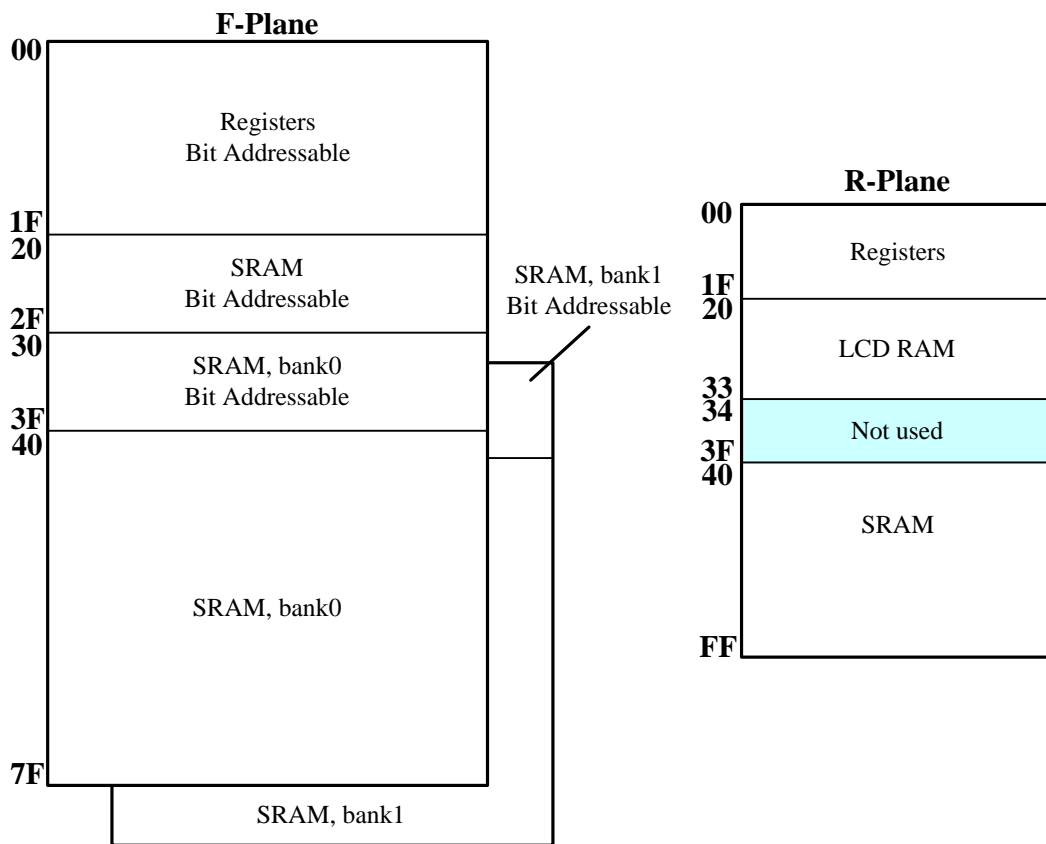 F-Plane
00
Registers
Bit Addressable
1F
20
SRAM
Bit Addressable
2F
30
SRAM, bank0
Bit Addressable
3F
40
SRAM, bank0
7F
SRAM, bank1
SRAM, bank1
Bit Addressable
R-Plane
00
Registers
1F
20
LCD RAM
33
34
Not used
3F
40
SRAM
FF